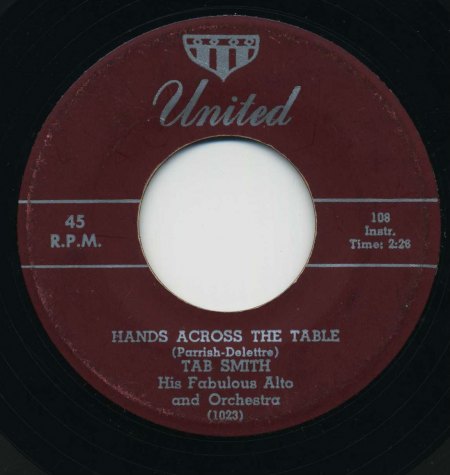 United
45
R.P.M.
108
Instr.
Time: 2:26
HANDS ACROSS THE TABLE
(Parrish-Delettre)
TAB SMITH
His Fabulous Alto
and Orchestra
(1023)